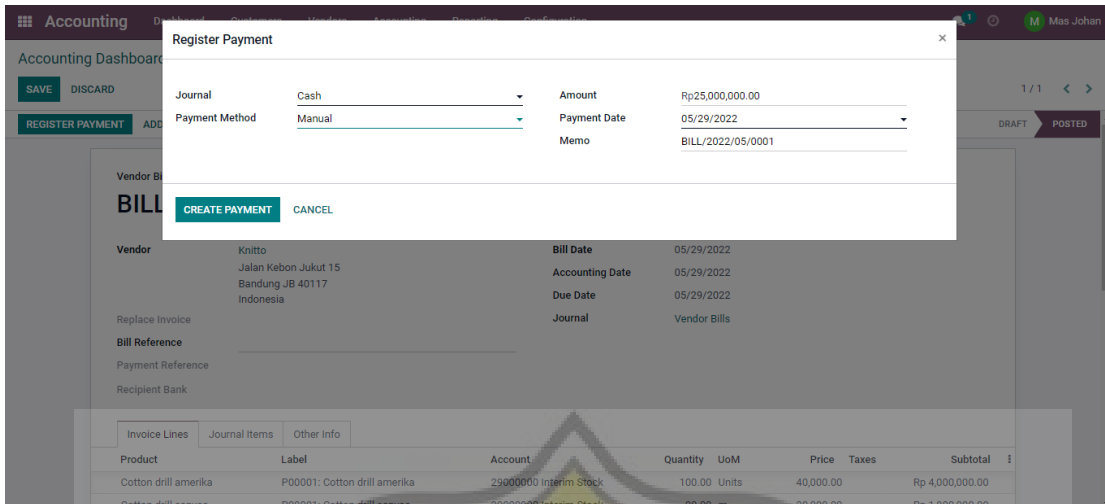 Accounting
1
M Mas Johan
Register Payment ×
Accounting Dashboard
SAVE DISCARD
1 / 1
Journal Cash
Amount Rp25,000,000.00
Payment Method Manual
Payment Date 05/29/2022
Memo BILL/2022/05/0001
REGISTER PAYMENT ADD
DRAFT POSTED
CREATE PAYMENT CANCEL
Vendor Bi
BILL
Vendor Knitto
Jalan Kebon Jukut 15
Bandung JB 40117
Indonesia
Bill Date 05/29/2022
Accounting Date 05/29/2022
Due Date 05/29/2022
Journal Vendor Bills
Replace Invoice
Bill Reference
Payment Reference
Recipient Bank
Invoice Lines Journal Items Other Info
Product Label Account Quantity UoM Price Taxes Subtotal
Cotton drill amerika P00001: Cotton drill amerika 29000000 Interim Stock 100.00 Units 40,000.00 Rp 4,000,000.00